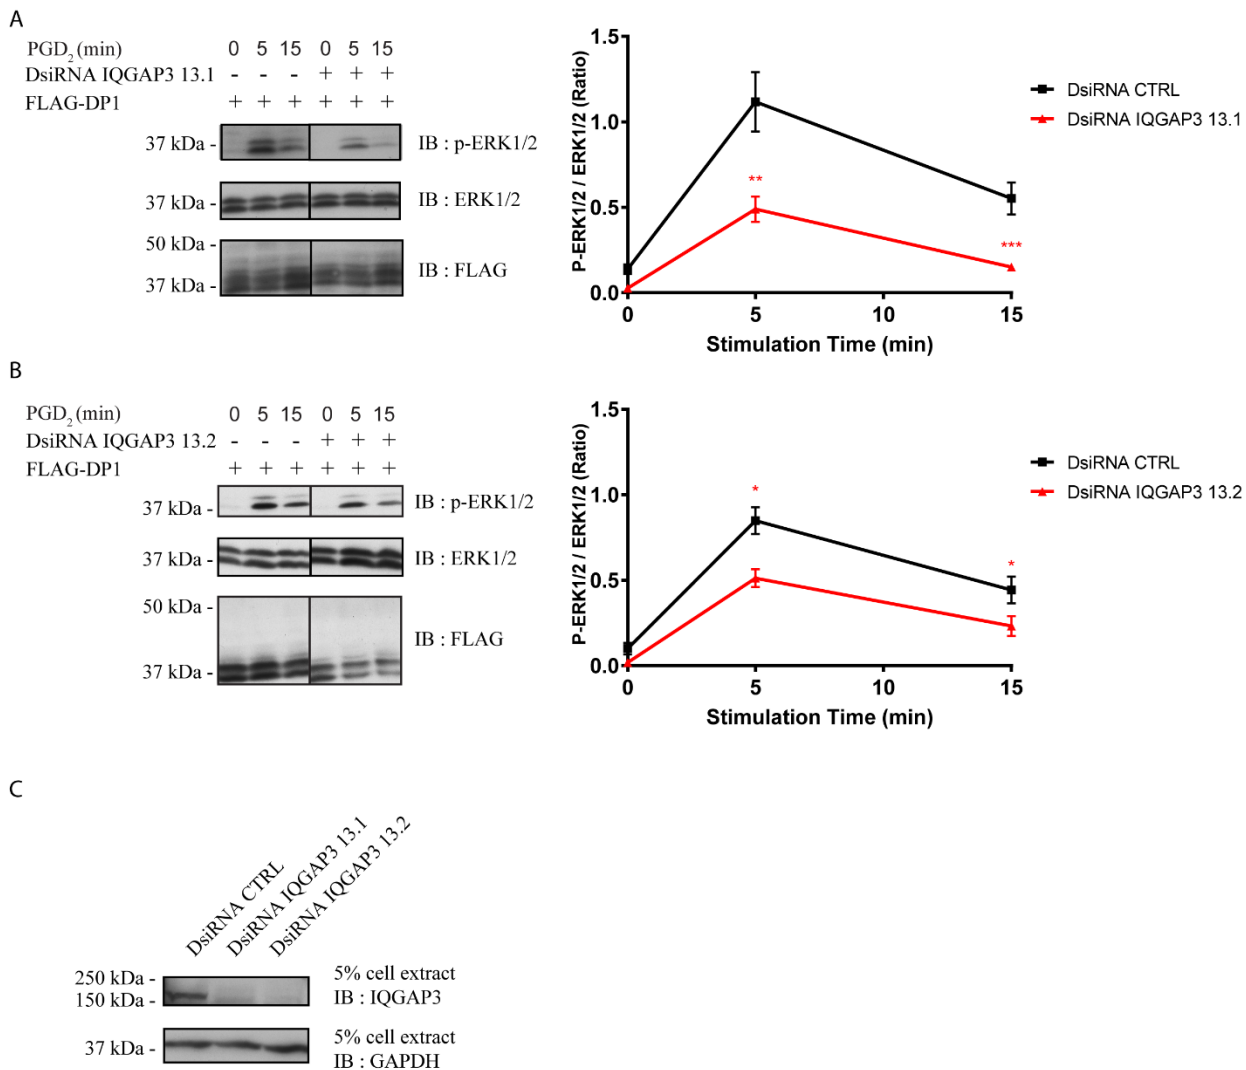 A
PGD2 (min) 0 5 15 0 5 15
DsiRNA IQGAP3 13.1 - - - + + +
FLAG-DP1 + + + + + +
37 kDa - IB : p-ERK1/2
37 kDa - IB : ERK1/2
50 kDa -
37 kDa - IB : FLAG
P-ERK1/2 / ERK1/2 (Ratio)
1.5
1.0
0.5
0.0
**
***
0 5 10 15
Stimulation Time (min)
DsiRNA CTRL
DsiRNA IQGAP3 13.1
B
PGD2 (min) 0 5 15 0 5 15
DsiRNA IQGAP3 13.2 - - - + + +
FLAG-DP1 + + + + + +
37 kDa - IB : p-ERK1/2
37 kDa - IB : ERK1/2
50 kDa -
IB : FLAG
37 kDa -
P-ERK1/2 / ERK1/2 (Ratio)
1.5
1.0
0.5
0.0
*
*
0 5 10 15
Stimulation Time (min)
DsiRNA CTRL
DsiRNA IQGAP3 13.2
C
DsiRNA CTRL
DsiRNA IQGAP3 13.1
DsiRNA IQGAP3 13.2
250 kDa - 5% cell extract
150 kDa - IB : IQGAP3
37 kDa - 5% cell extract
IB : GAPDH